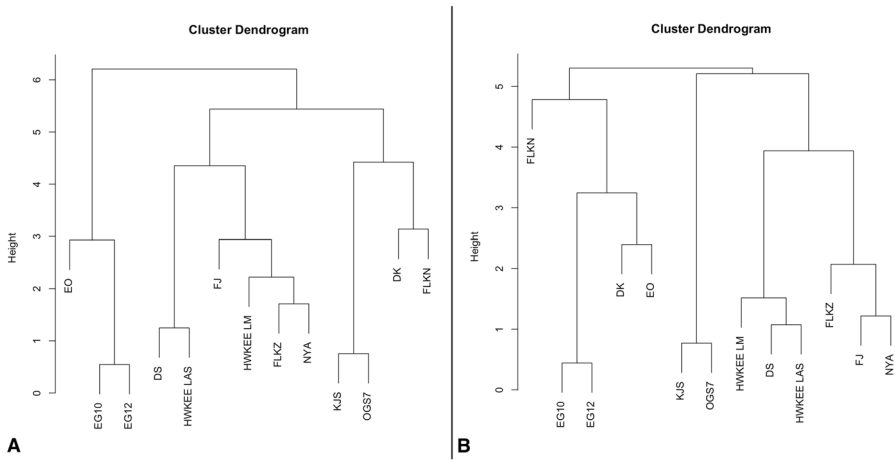 Cluster Dendrogram
Height
6
5
4
3
2
1
0
EO
EG10
EG12
DS
HWKEE LAS
FJ
HWKEE LM
FLKZ
NYA
KJS
OGS7
DK
FLKN
A
Cluster Dendrogram
Height
5
4
3
2
1
0
FLKN
EG10
EG12
DK
EO
KJS
OGS7
HWKEE LM
DS
HWKEE LAS
FLKZ
FJ
NYA
B